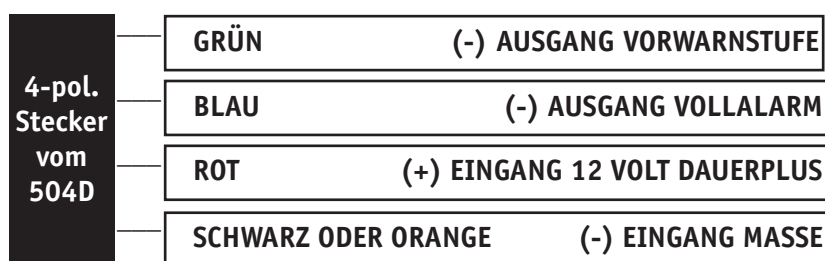 4-pol.
Stecker
vom
504D
GRÜN (-) AUSGANG VORWARNSTUFE
BLAU (-) AUSGANG VOLLALARM
ROT (+) EINGANG 12 VOLT DAUERPLUS
SCHWARZ ODER ORANGE (-) EINGANG MASSE